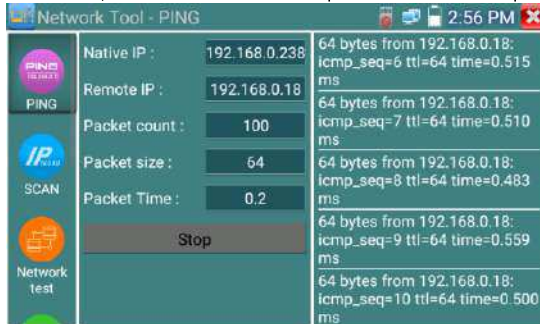 Network Tool - PING
2:56 PM
PING
PING
SCAN
Network
test
Native IP :
192.168.0.238
Remote IP :
192.168.0.18
Packet count :
100
Packet size :
64
Packet Time :
0.2
Stop
64 bytes from 192.168.0.18:
icmp_seq=6 ttl=64 time=0.515
ms
64 bytes from 192.168.0.18:
icmp_seq=7 ttl=64 time=0.510
ms
64 bytes from 192.168.0.18:
icmp_seq=8 ttl=64 time=0.483
ms
64 bytes from 192.168.0.18:
icmp_seq=9 ttl=64 time=0.559
ms
64 bytes from 192.168.0.18:
icmp_seq=10 ttl=64 time=0.500
ms